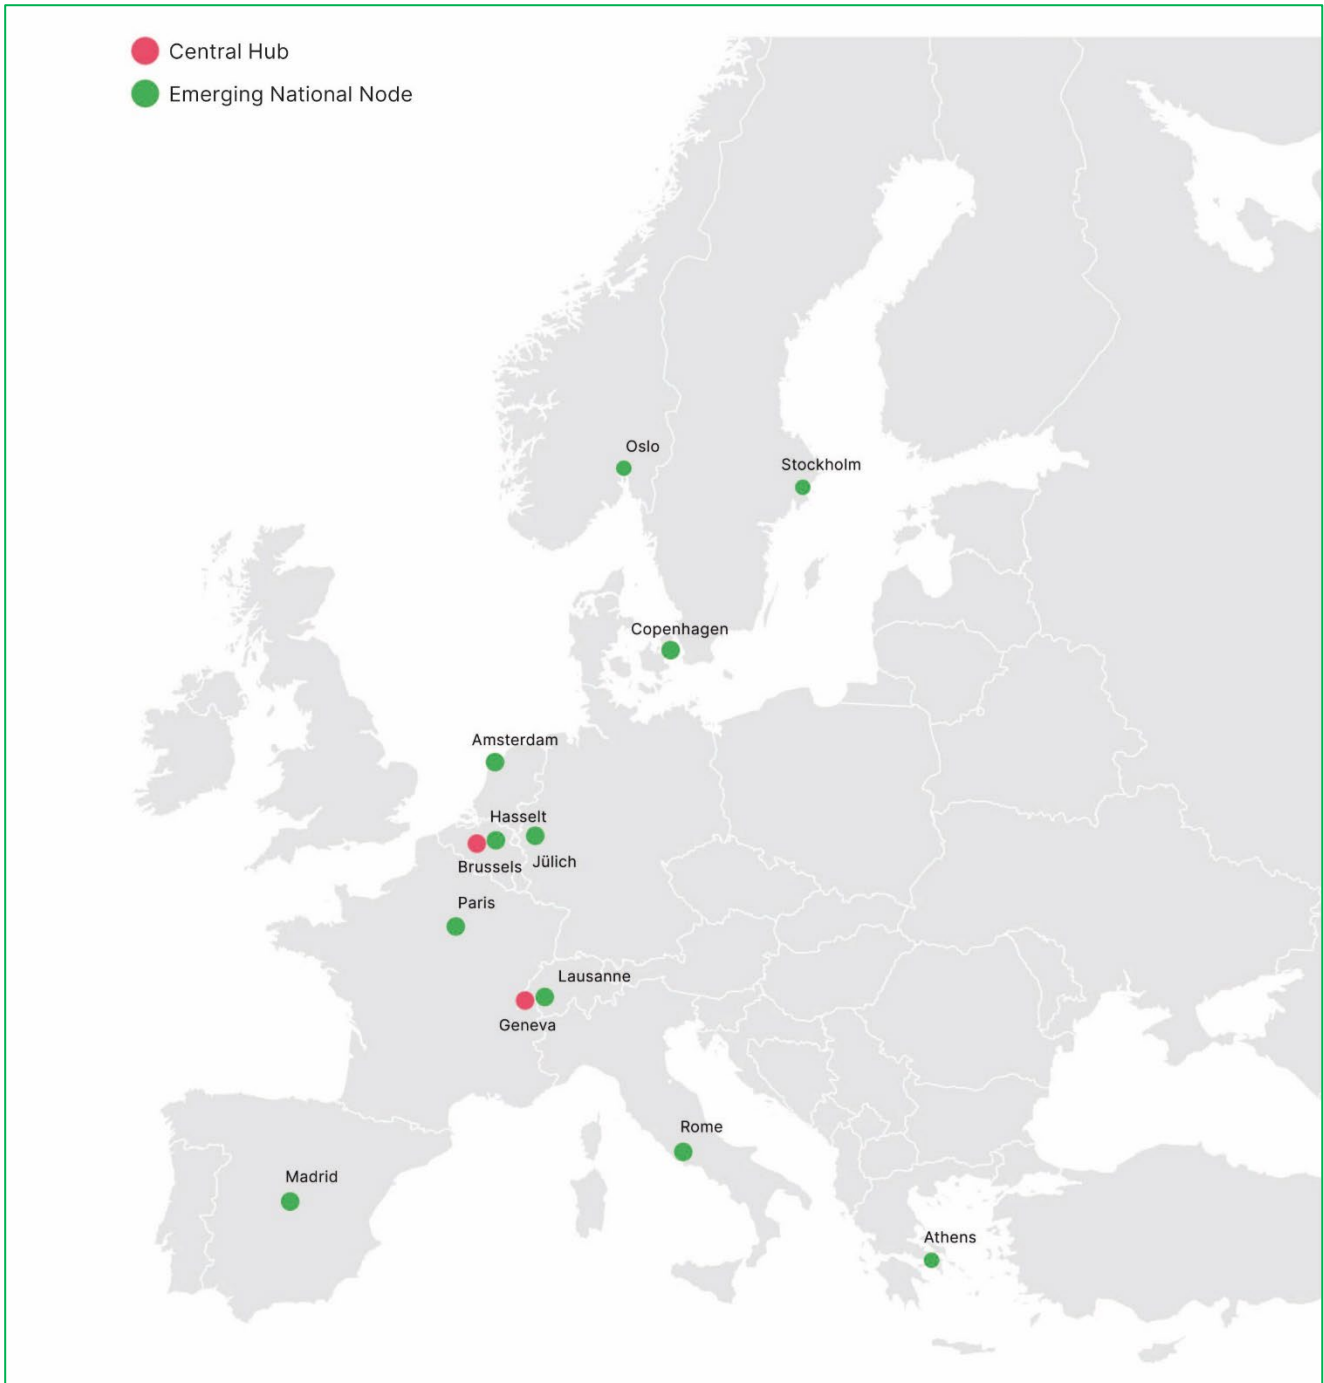 Central Hub
Emerging National Node
Oslo
Stockholm
Copenhagen
Amsterdam
Hasselt
Brussels
Jülich
Paris
Lausanne
Geneva
Rome
Madrid
Athens